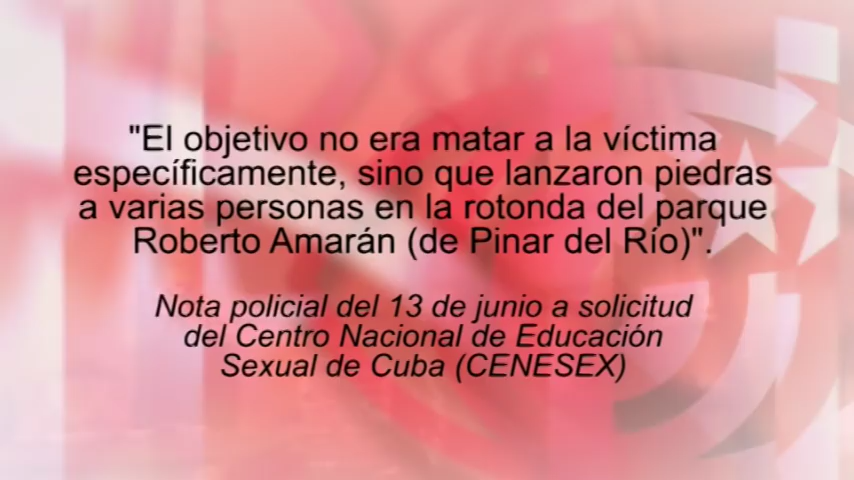 "El objetivo no era matar a la víctima
específicamente, sino que lanzaron piedras
a varias personas en la rotonda del parque
Roberto Amarán (de Pinar del Río)".
Nota policial del 13 de junio a solicitud
del Centro Nacional de Educación
Sexual de Cuba (CENESEX)